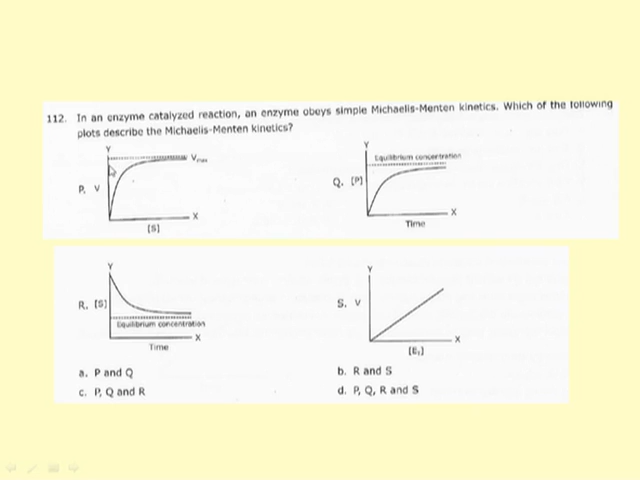 112. In an enzyme catalyzed reaction, an enzyme obeys simple Michaelis-Menten kinetics. Which of the following
plots describe the Michaelis-Menten kinetics?
Y
Vmax
P. V
X
[S]
Y
Equilibrium concentration
Q. [P]
X
Time
Y
R. [S]
Equilibrium concentration
X
Time
Y
S. V
X
[Et]
a. P and Q
b. R and S
c. P, Q and R
d. P, Q, R and S